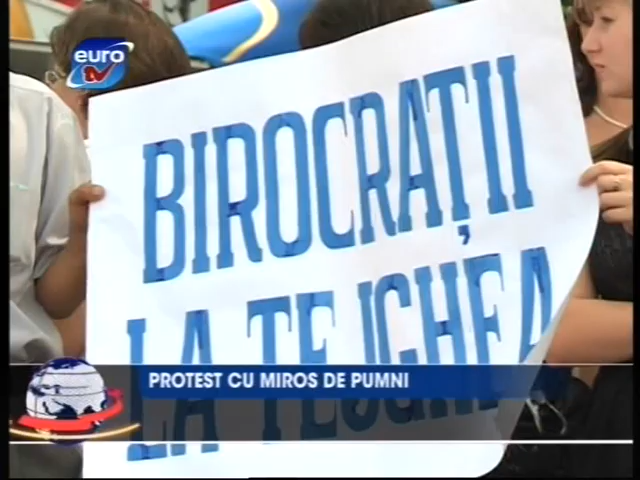 euro
tv
BIROCRAȚII
LA TEJGHEA
PROTEST CU MIROS DE PUMNI